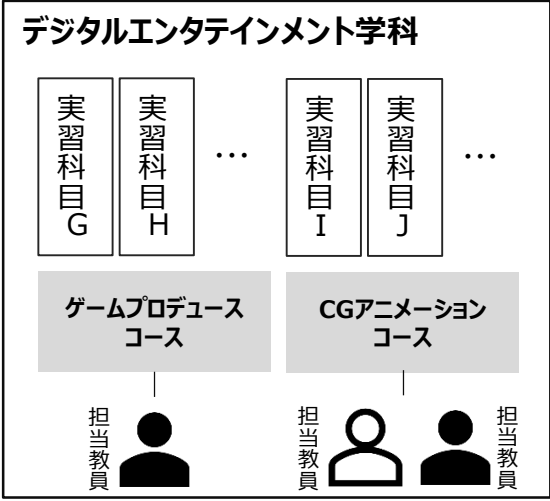 デジタルエンタテインメント学科
実習科目G
実習科目H
…
実習科目I
実習科目J
…
ゲームプロデュース
コース
CGアニメーション
コース
担当教員
担当教員
担当教員